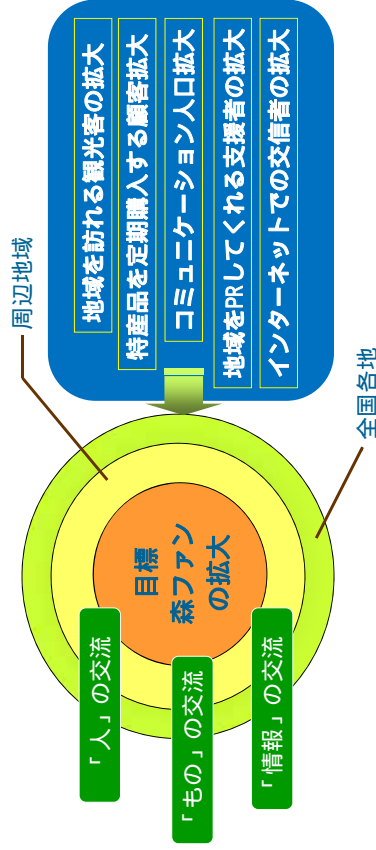 「人」の交流
「もの」の交流
「情報」の交流
目標
森ファン
の拡大
周辺地域
全国各地
地域を訪れる観光客の拡大
特産品を定期購入する顧客拡大
コミュニケーション人口拡大
地域をPRしてくれる支援者の拡大
インターネットでの交信者の拡大